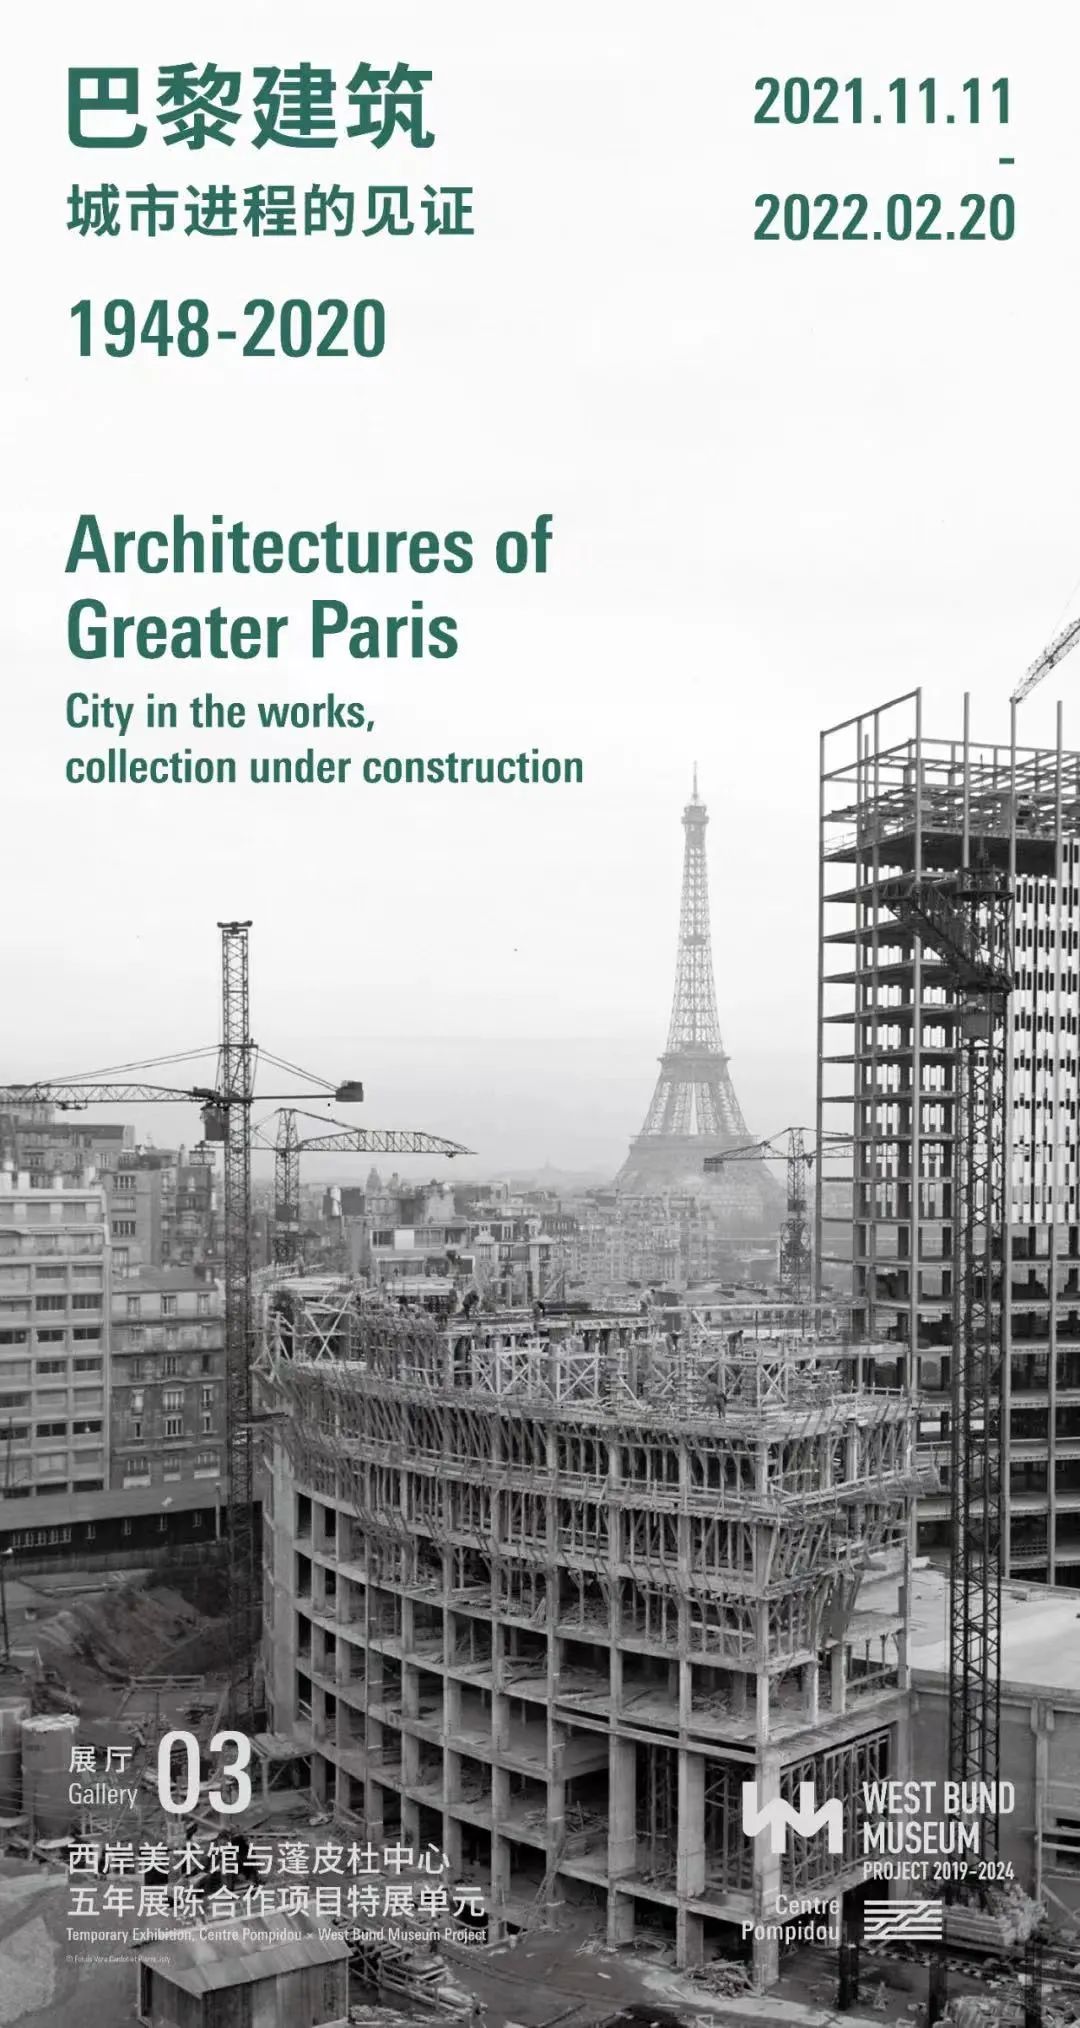 巴黎建筑
城市进程的见证
1948-2020
2021.11.11
-
2022.02.20
Architectures of
Greater Paris
City in the works,
collection under construction
展厅
Gallery
03
西岸美术馆与蓬皮杜中心
五年展陈合作项目特展单元
Temporary Exhibition, Centre Pompidou × West Bund Museum Project
WEST BUND
MUSEUM
PROJECT 2019-2024
Centre
Pompidou